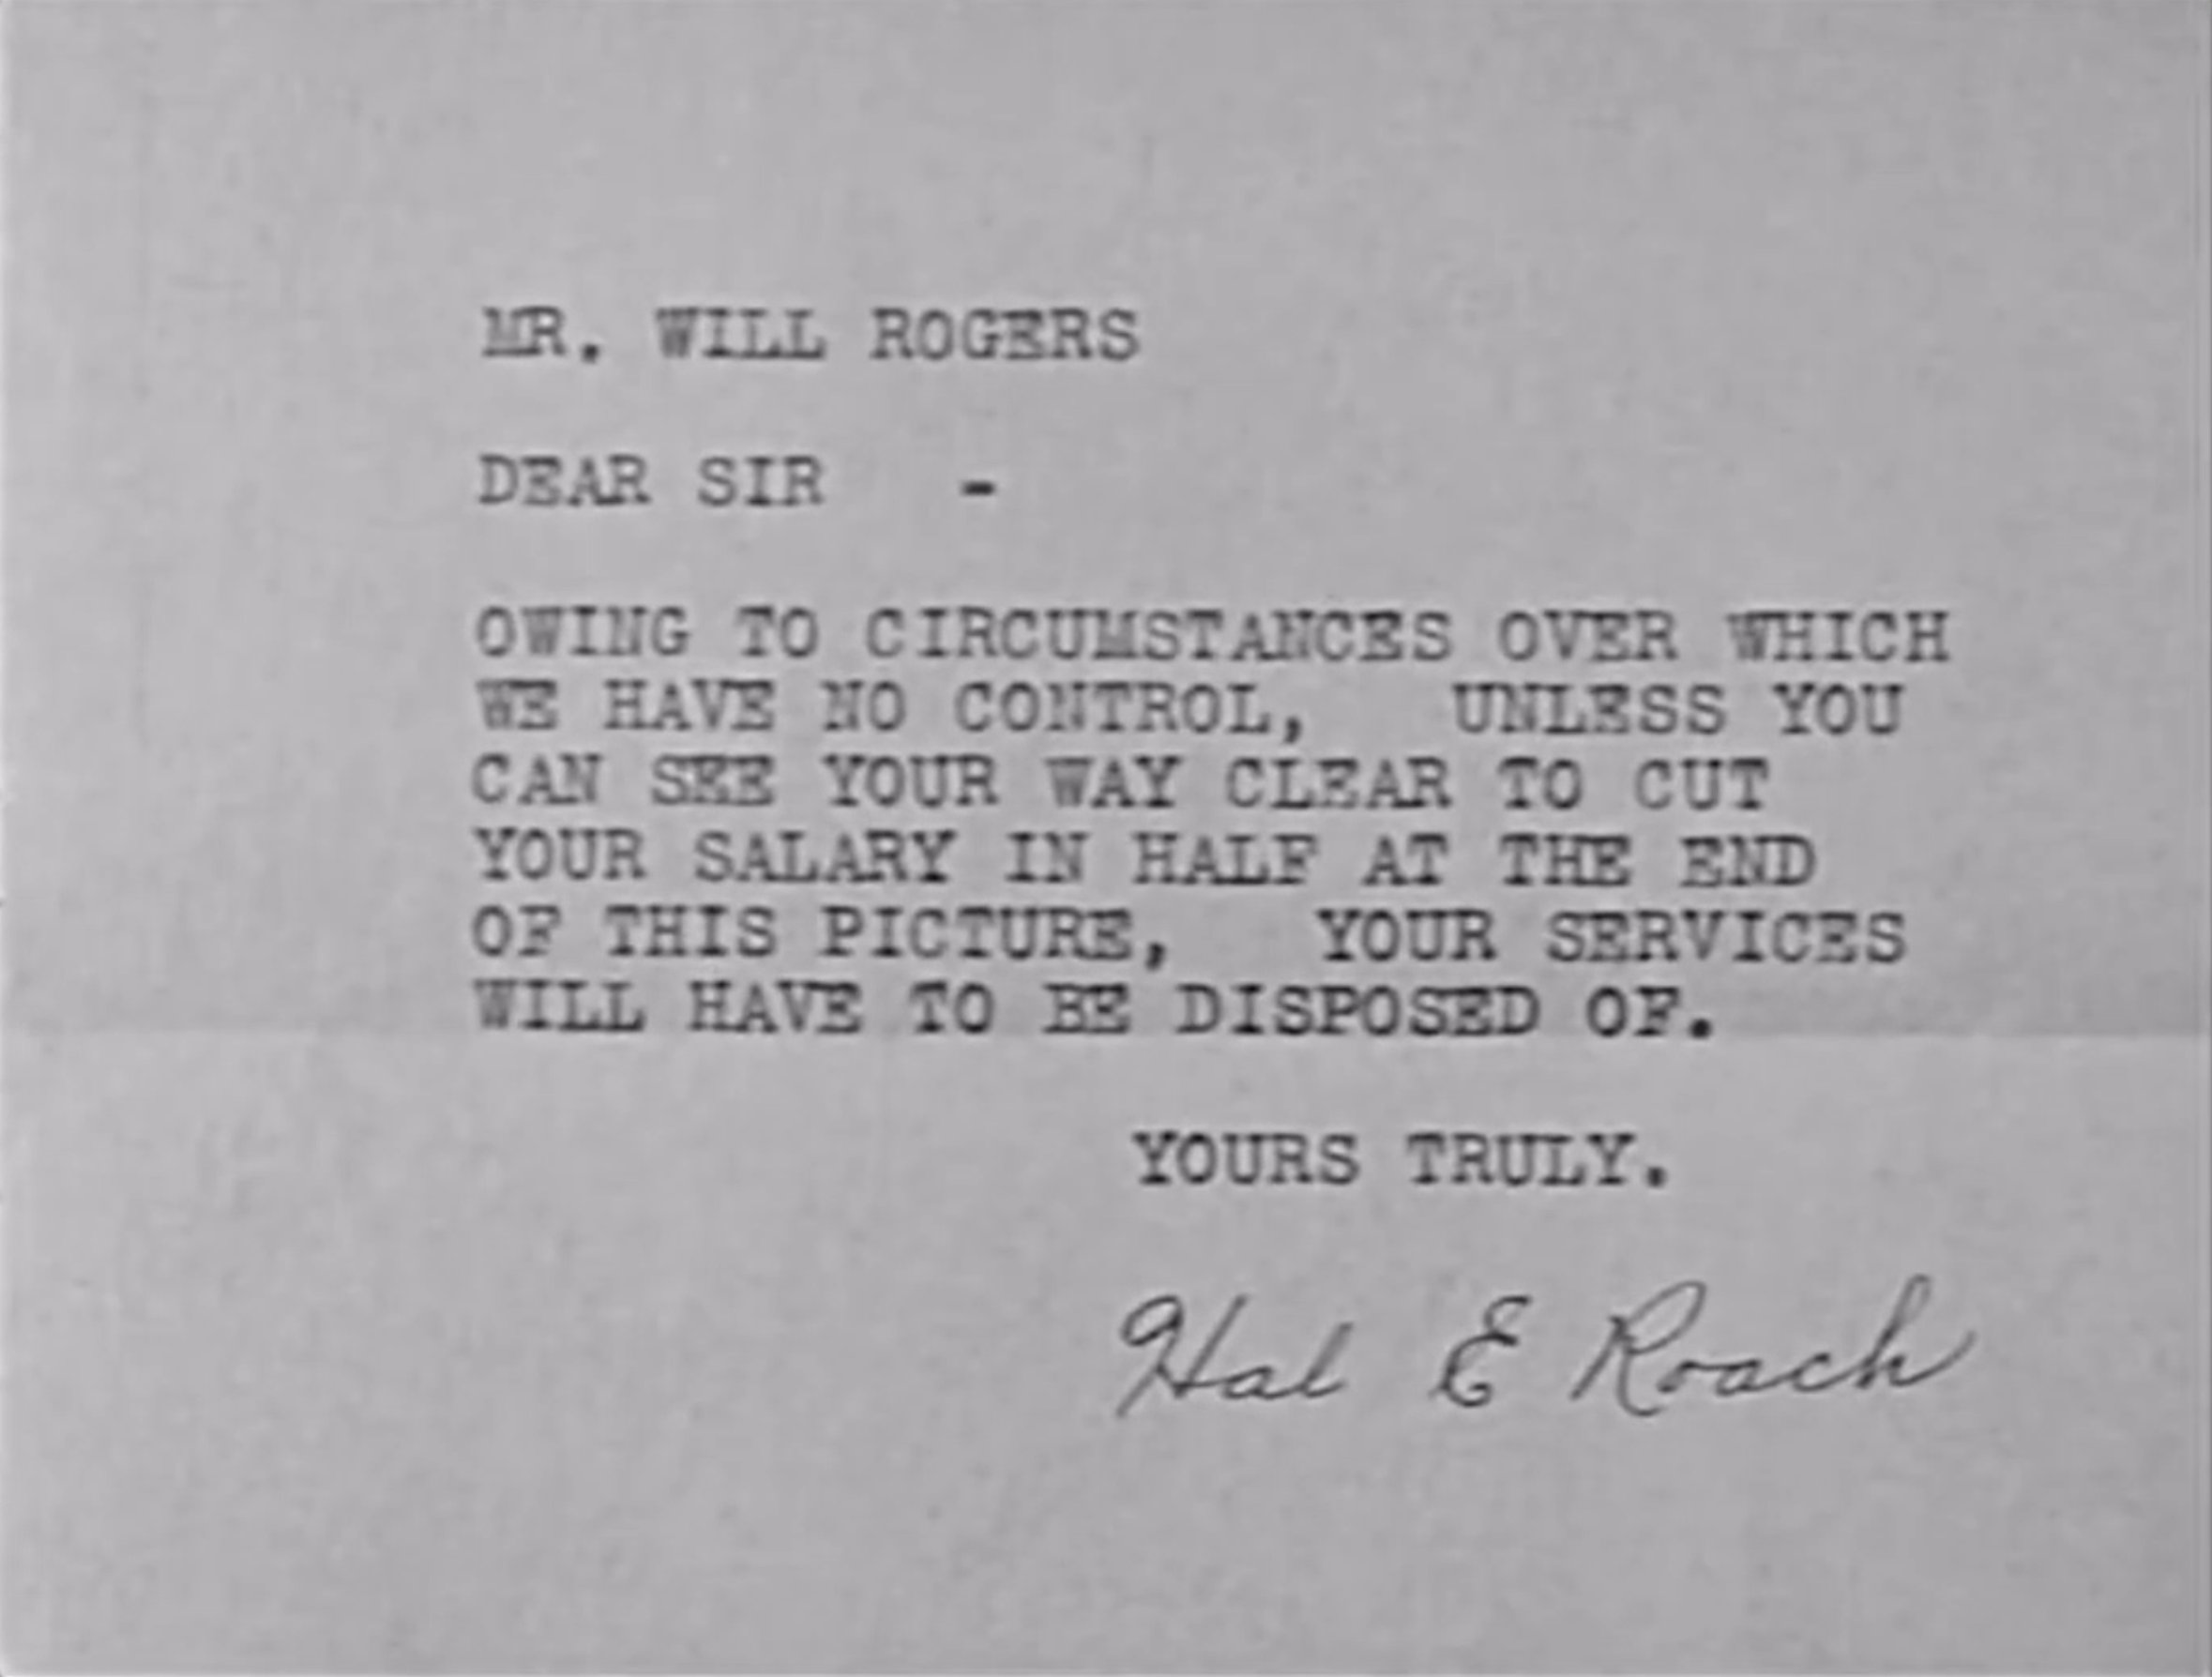 MR. WILL ROGERS
DEAR SIR -
OWING TO CIRCUMSTANCES OVER WHICH
WE HAVE NO CONTROL, UNLESS YOU
CAN SEE YOUR WAY CLEAR TO CUT
YOUR SALARY IN HALF AT THE END
OF THIS PICTURE, YOUR SERVICES
WILL HAVE TO BE DISPOSED OF.
YOURS TRULY.
Hal E Roach